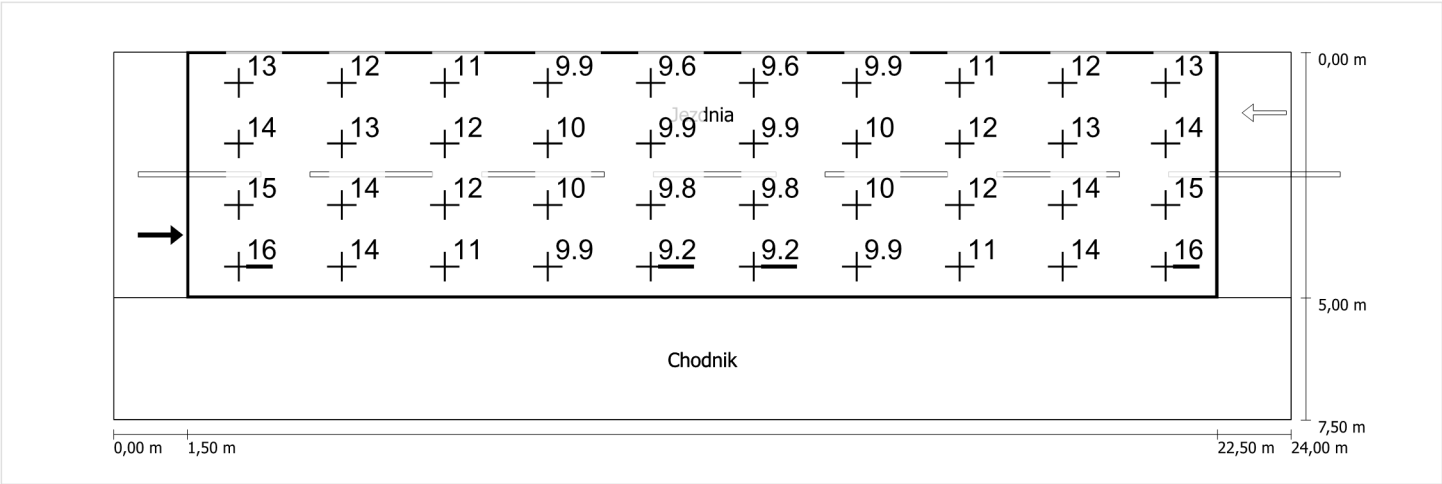 13 12 11 9.9 9.6 9.6 9.9 11 12 13
0,00 m
Jezdnia
14 13 12 10 9.9 9.9 10 12 13 14
15 14 12 10 9.8 9.8 10 12 14 15
16 14 11 9.9 9.2 9.2 9.9 11 14 16
5,00 m
Chodnik
7,50 m
0,00 m 1,50 m 22,50 m 24,00 m